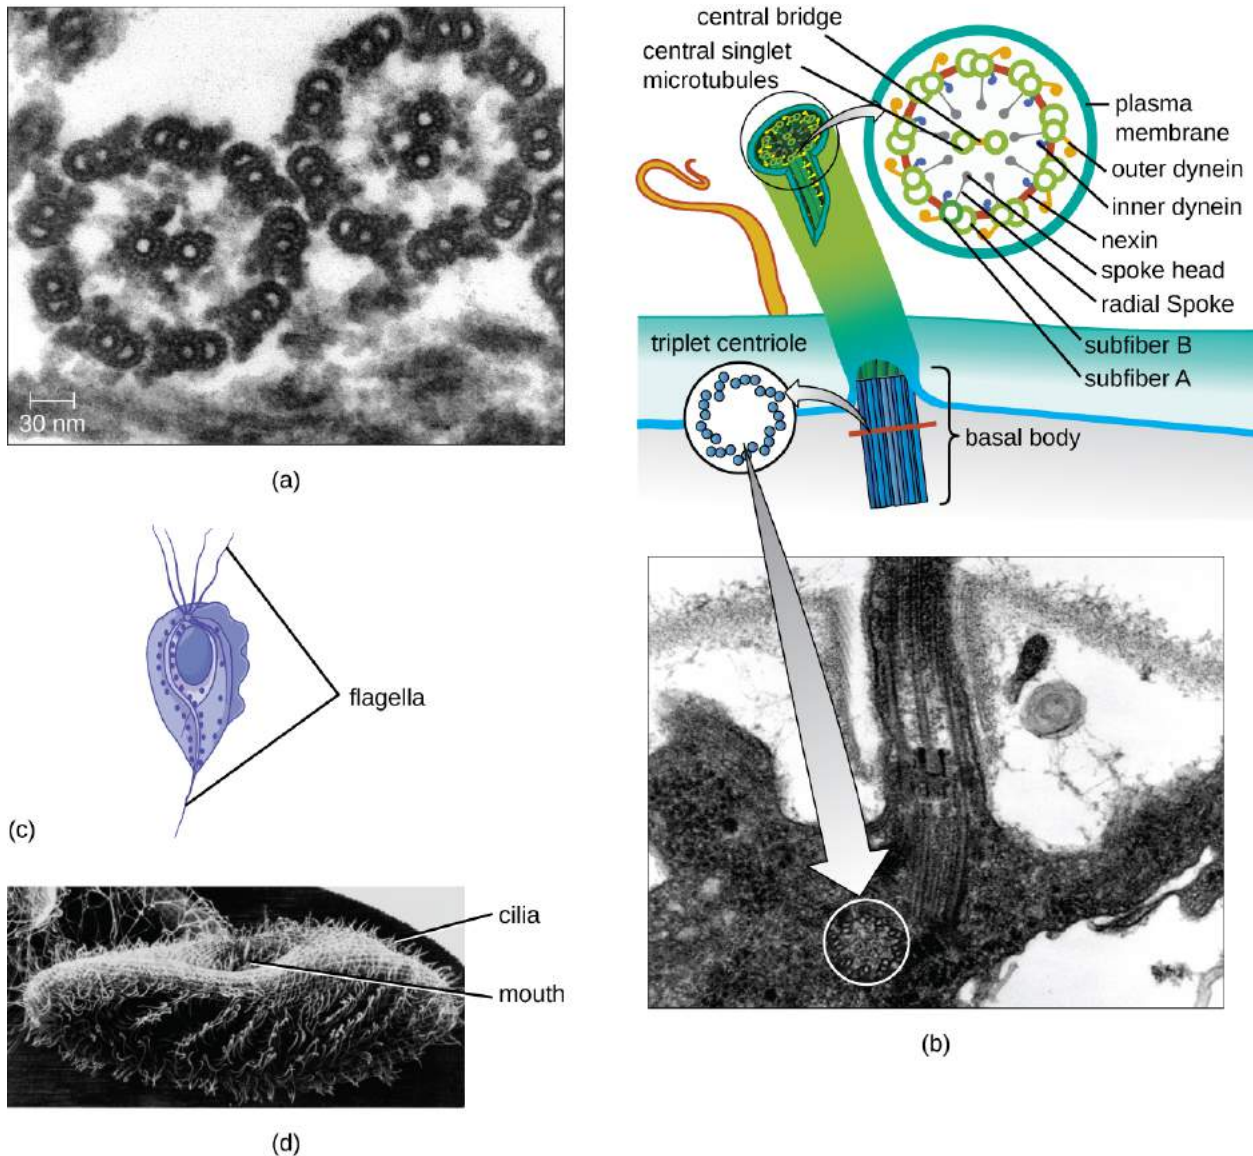 30 nm
(a)
central bridge
central singlet
microtubules
plasma
membrane
outer dynein
inner dynein
nexin
spoke head
radial Spoke
subfiber B
subfiber A
triplet centriole
basal body
(b)
flagella
(c)
cilia
mouth
(d)